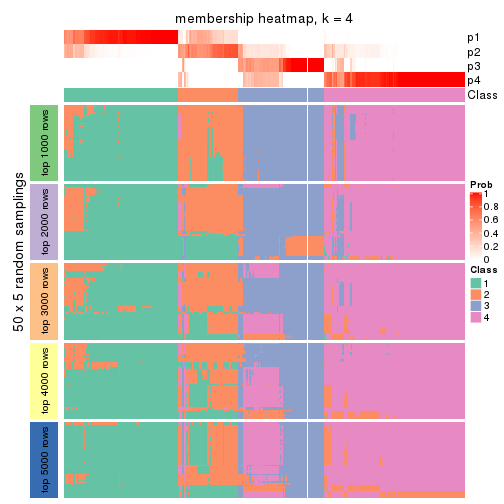 membership heatmap, k = 4
p1
p2
p3
p4
Class
50 x 5 random samplings
top 1000 rows
top 2000 rows
top 3000 rows
top 4000 rows
top 5000 rows
Prob
1
0.8
0.6
0.4
0.2
0
Class
1
2
3
4